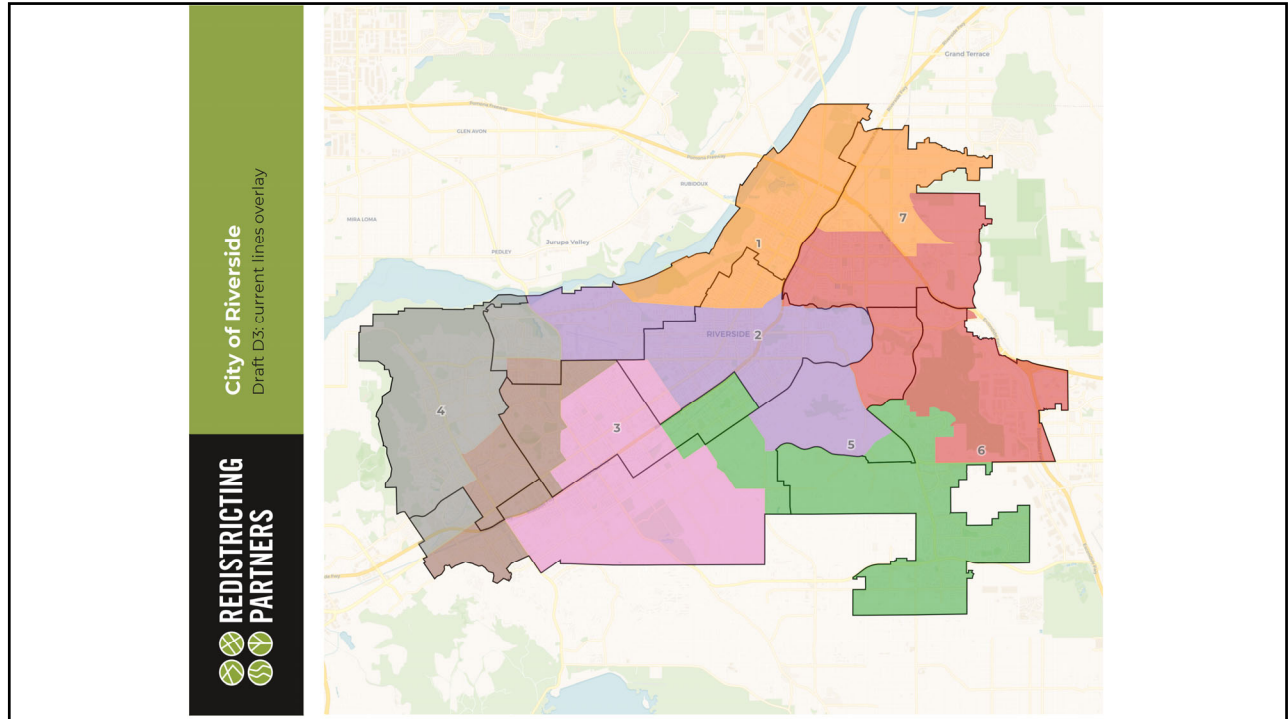 City of Riverside
Draft D3: current lines overlay
REDISTRICTING
PARTNERS
Grand Terrace
GLEN AVON
RUBIDOUX
MIRA LOMA
Jurupa Valley
PEDLEY
7
1
RIVERSIDE
2
4
3
5
6